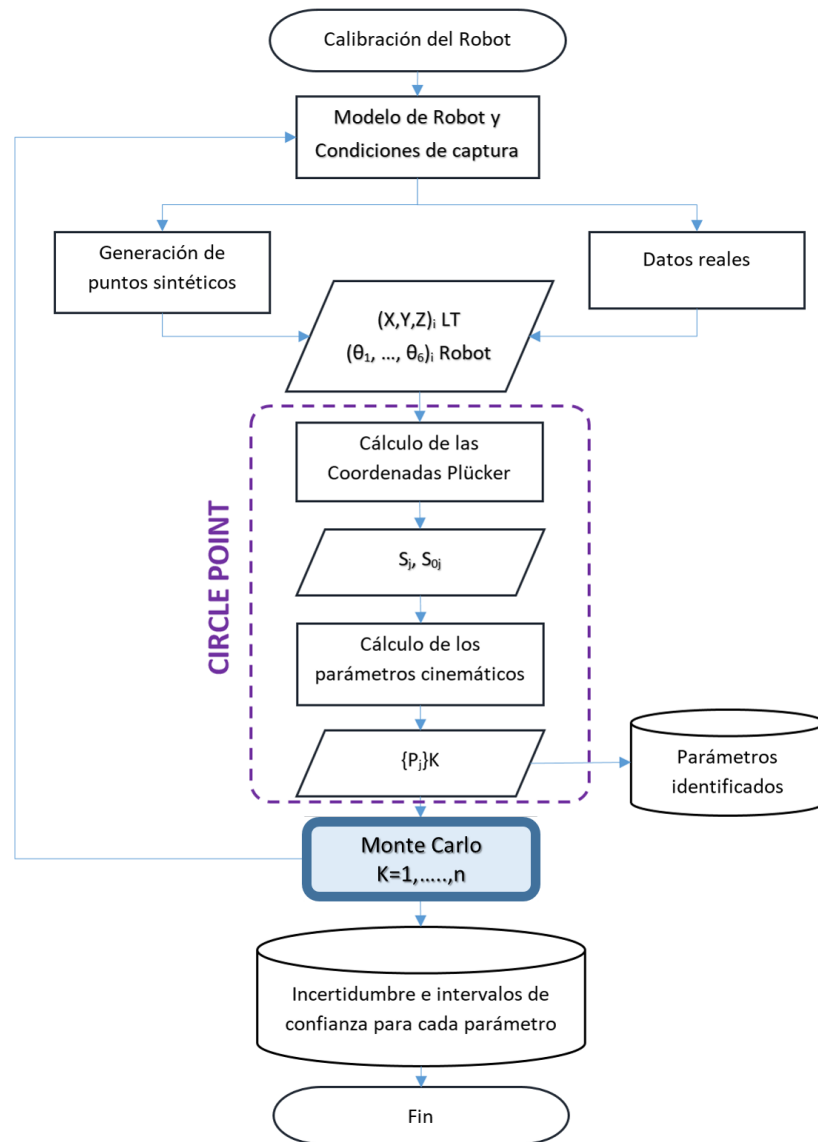 Calibración del Robot
Modelo de Robot y
Condiciones de captura
Generación de
puntos sintéticos
Datos reales
(X,Y,Z)ᵢ LT
(θ₁, ..., θ₆)ᵢ Robot
CIRCLE POINT
Cálculo de las
Coordenadas Plücker
Sⱼ, S₀ⱼ
Cálculo de los
parámetros cinemáticos
{Pⱼ}K
Parámetros
identificados
Monte Carlo
K=1,.....,n
Incertidumbre e intervalos de
confianza para cada parámetro
Fin